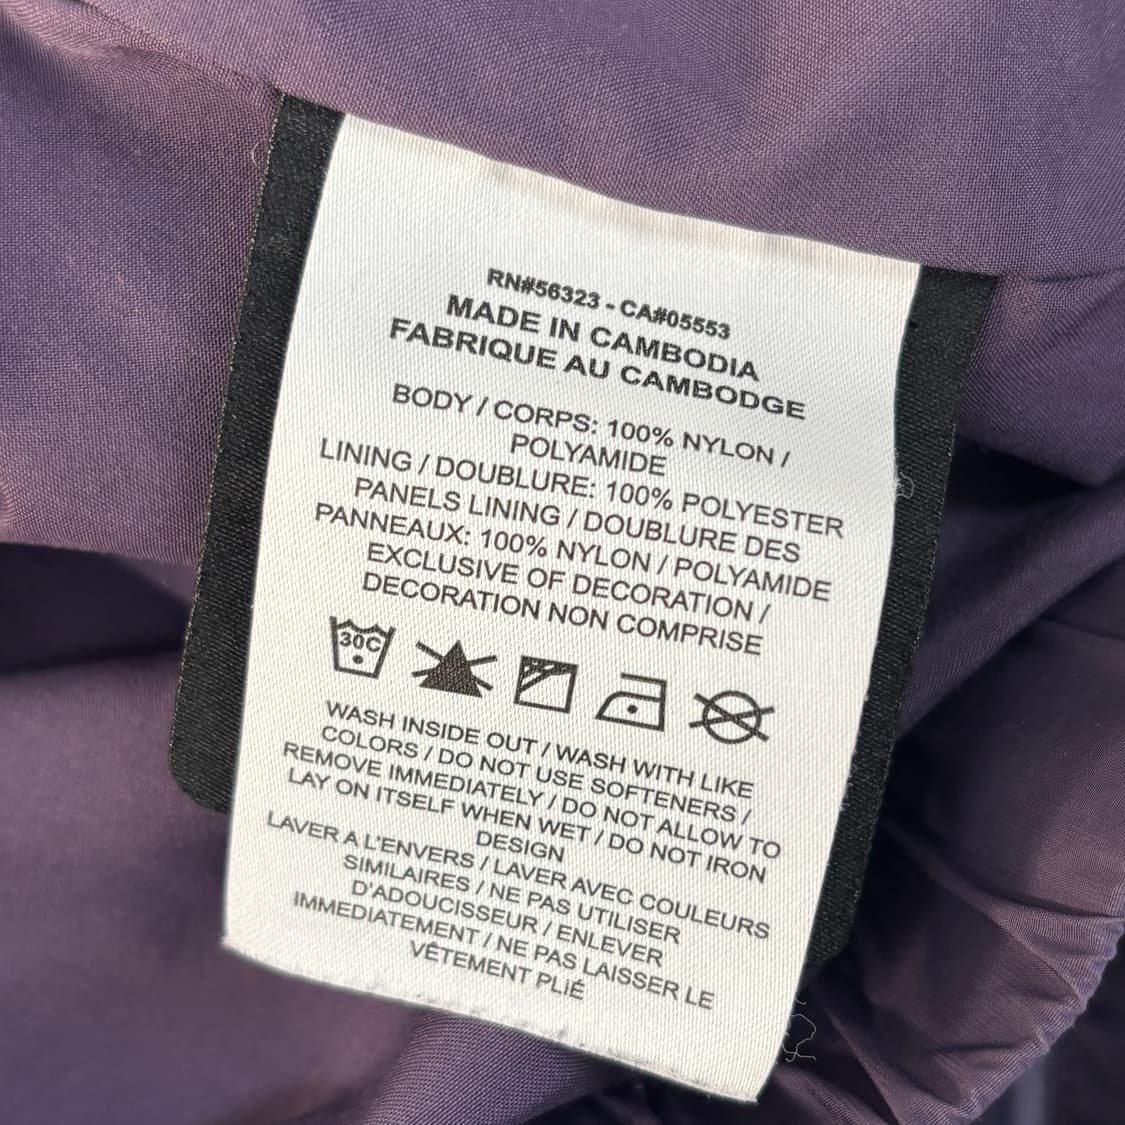 RN#56323 - CA#05553
MADE IN CAMBODIA
FABRIQUE AU CAMBODGE
BODY / CORPS: 100% NYLON /
POLYAMIDE
LINING / DOUBLURE: 100% POLYESTER
PANELS LINING / DOUBLURE DES
PANNEAUX: 100% NYLON / POLYAMIDE
EXCLUSIVE OF DECORATION /
DECORATION NON COMPRISE
30C
WASH INSIDE OUT / WASH WITH LIKE
COLORS / DO NOT USE SOFTENERS /
REMOVE IMMEDIATELY / DO NOT ALLOW TO
LAY ON ITSELF WHEN WET / DO NOT IRON
DESIGN
LAVER A L'ENVERS / LAVER AVEC COULEURS
SIMILAIRES / NE PAS UTILISER
D'ADOUCISSEUR / ENLEVER
IMMEDIATEMENT / NE PAS LAISSER LE
VÊTEMENT PLIÉ